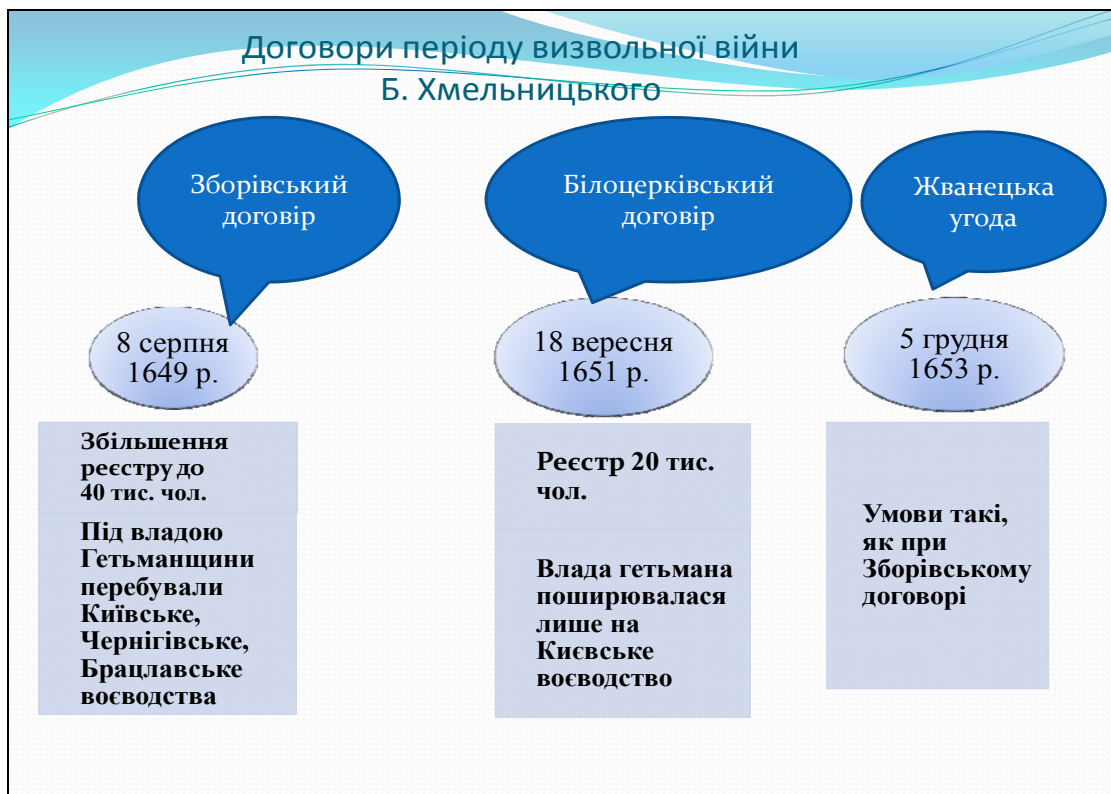 Договори періоду визвольної війни
Б. Хмельницького
Зборівський
договір
8 серпня
1649 р.
Збільшення
реєстру до
40 тис. чол.
Під владою
Гетьманщини
перебували
Київське,
Чернігівське,
Брацлавське
воєводства
Білоцерківський
договір
18 вересня
1651 р.
Реєстр 20 тис.
чол.
Влада гетьмана
поширювалася
лише на
Києвське
воєводство
Жванецька
угода
5 грудня
1653 р.
Умови такі,
як при
Зборівському
договорі